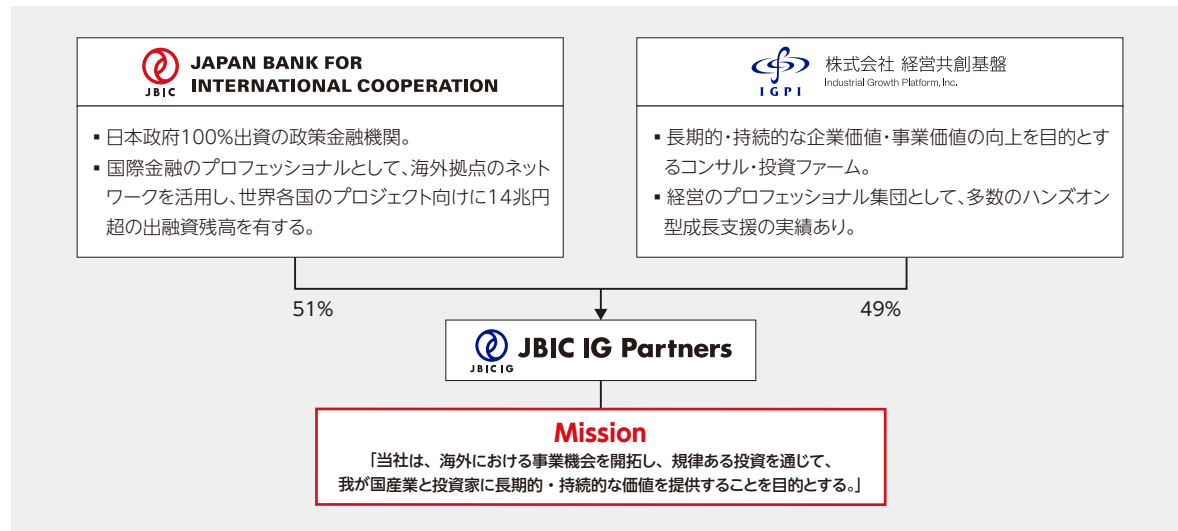 JBIC
JAPAN BANK FOR
INTERNATIONAL COOPERATION
▪ 日本政府100%出資の政策金融機関。
▪ 国際金融のプロフェッショナルとして、海外拠点のネット
ワークを活用し、世界各国のプロジェクト向けに14兆円
超の出融資残高を有する。
IGPI
株式会社 経営共創基盤
Industrial Growth Platform, Inc.
▪ 長期的・持続的な企業価値・事業価値の向上を目的とす
るコンサル・投資ファーム。
▪ 経営のプロフェッショナル集団として、多数のハンズオン
型成長支援の実績あり。
51%
49%
JBIC IG
JBIC IG Partners
Mission
「当社は、海外における事業機会を開拓し、規律ある投資を通じて、
我が国産業と投資家に長期的・持続的な価値を提供することを目的とする。」